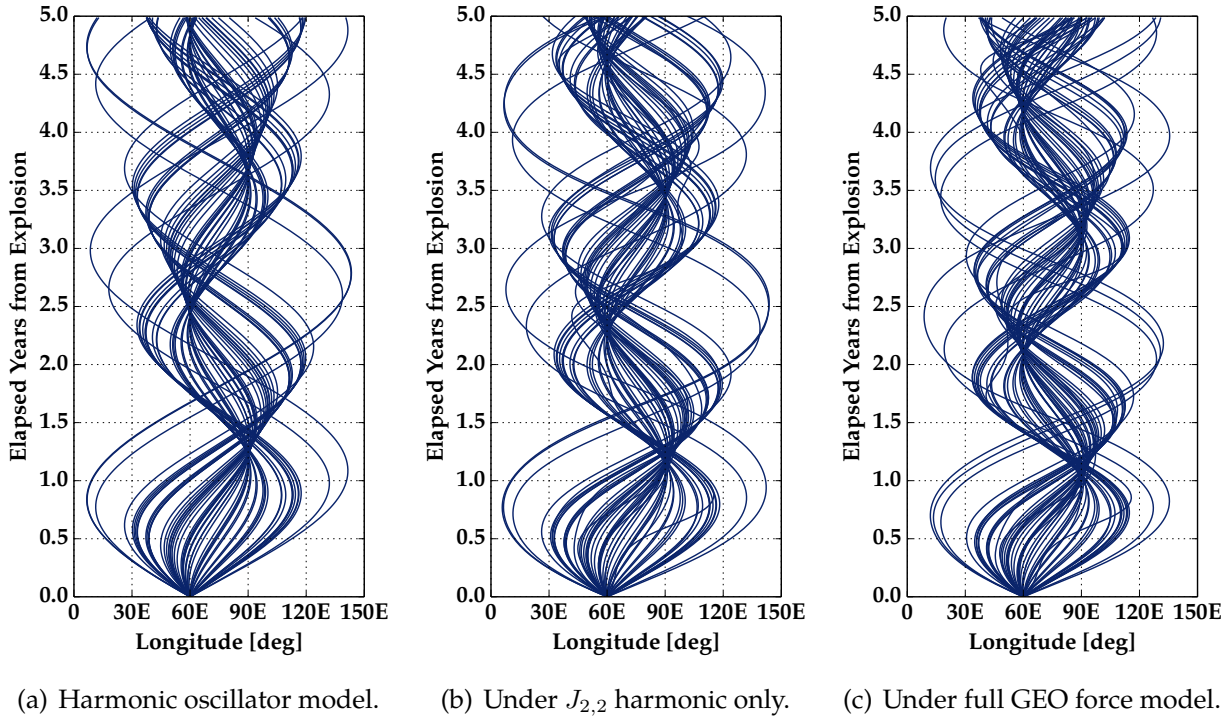 5.0
4.5
4.0
3.5
3.0
2.5
2.0
1.5
1.0
0.5
0.0
Elapsed Years from Explosion
0 30E 60E 90E 120E 150E
Longitude [deg]
(a) Harmonic oscillator model.
5.0
4.5
4.0
3.5
3.0
2.5
2.0
1.5
1.0
0.5
0.0
Elapsed Years from Explosion
0 30E 60E 90E 120E 150E
Longitude [deg]
(b) Under J2,2 harmonic only.
5.0
4.5
4.0
3.5
3.0
2.5
2.0
1.5
1.0
0.5
0.0
Elapsed Years from Explosion
0 30E 60E 90E 120E 150E
Longitude [deg]
(c) Under full GEO force model.